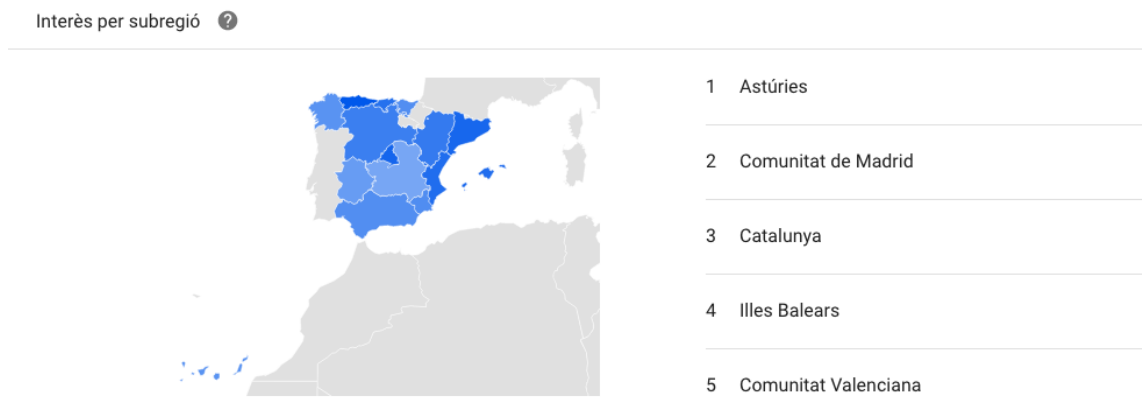 Interès per subregió
1 Astúries
2 Comunitat de Madrid
3 Catalunya
4 Illes Balears
5 Comunitat Valenciana